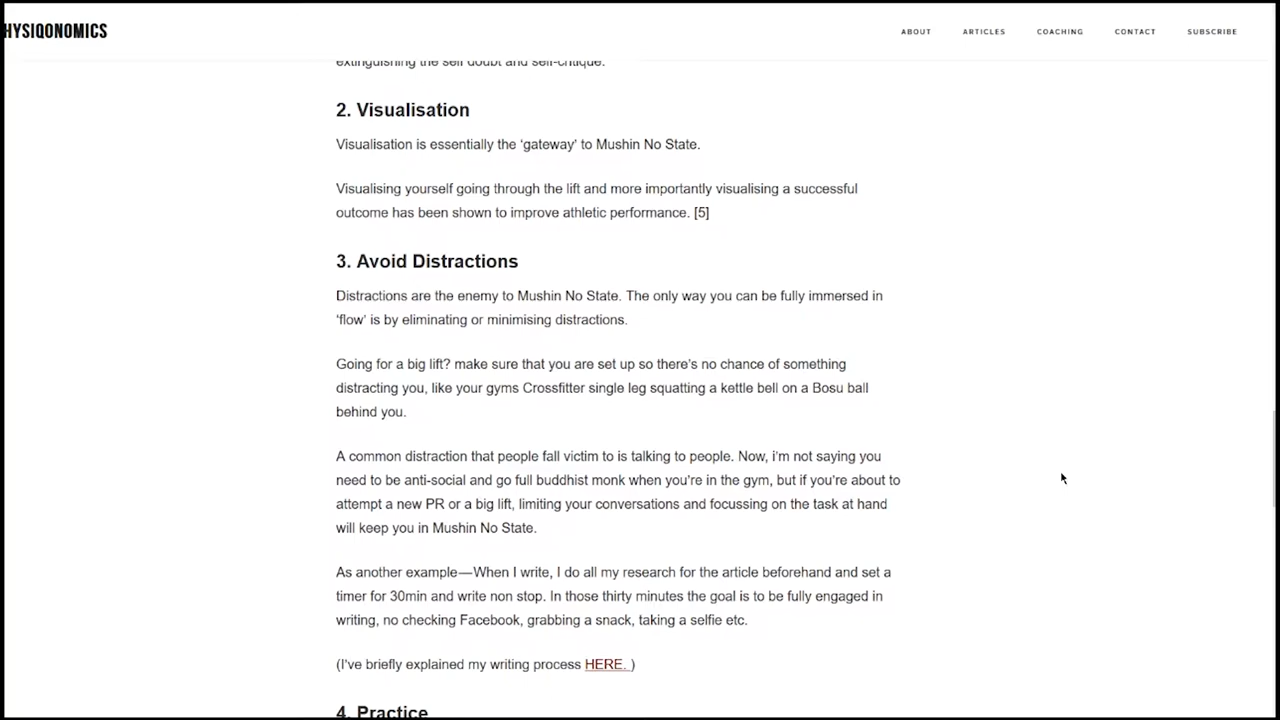 HYSIQONOMICS
ABOUT
ARTICLES
COACHING
CONTACT
SUBSCRIBE
extinguishing the self doubt and self-critique.
2. Visualisation
Visualisation is essentially the ‘gateway’ to Mushin No State.
Visualising yourself going through the lift and more importantly visualising a successful
outcome has been shown to improve athletic performance. [5]
3. Avoid Distractions
Distractions are the enemy to Mushin No State. The only way you can be fully immersed in
‘flow’ is by eliminating or minimising distractions.
Going for a big lift? make sure that you are set up so there’s no chance of something
distracting you, like your gyms Crossfitter single leg squatting a kettle bell on a Bosu ball
behind you.
A common distraction that people fall victim to is talking to people. Now, i’m not saying you
need to be anti-social and go full buddhist monk when you’re in the gym, but if you’re about to
attempt a new PR or a big lift, limiting your conversations and focussing on the task at hand
will keep you in Mushin No State.
As another example—When I write, I do all my research for the article beforehand and set a
timer for 30min and write non stop. In those thirty minutes the goal is to be fully engaged in
writing, no checking Facebook, grabbing a snack, taking a selfie etc.
(I’ve briefly explained my writing process HERE. )
4. Practice